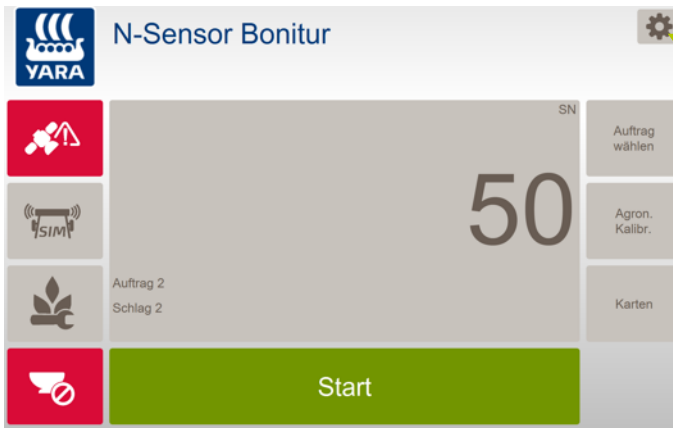 N-Sensor Bonitur
YARA
SN
Auftrag
wählen
50
SIM
Agron.
Kalibr.
Auftrag 2
Schlag 2
Karten
Start